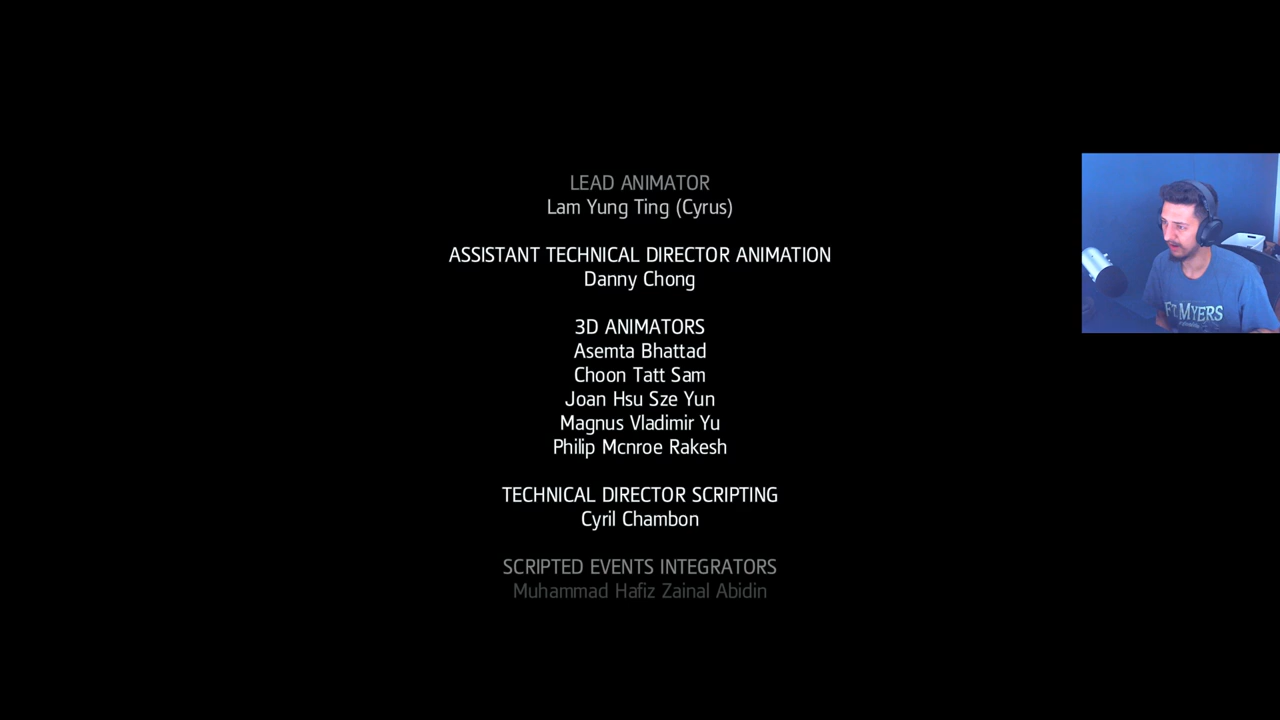 LEAD ANIMATOR
Lam Yung Ting (Cyrus)
ASSISTANT TECHNICAL DIRECTOR ANIMATION
Danny Chong
3D ANIMATORS
Asemta Bhattad
Choon Tatt Sam
Joan Hsu Sze Yun
Magnus Vladimir Yu
Philip Mcnroe Rakesh
TECHNICAL DIRECTOR SCRIPTING
Cyril Chambon
SCRIPTED EVENTS INTEGRATORS
Muhammad Hafiz Zainal Abidin
FT MYERS